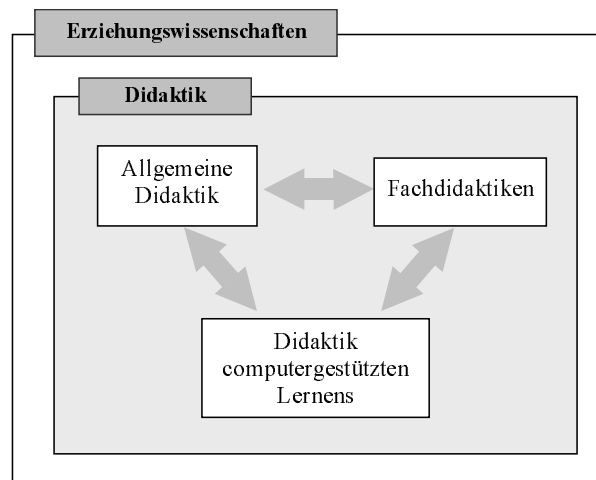 Erziehungswissenschaften
Didaktik
Allgemeine
Didaktik
Fachdidaktiken
Didaktik
computergestützten
Lernens